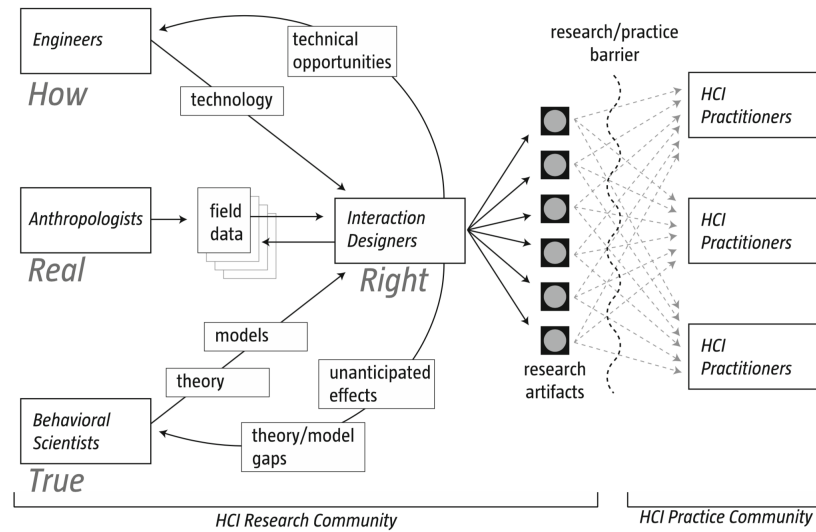 Engineers
How
technology
technical
opportunities
Anthropologists
Real
field
data
Interaction
Designers
Right
models
theory
Behavioral
Scientists
True
unanticipated
effects
theory/model
gaps
research/practice
barrier
research
artifacts
HCI
Practitioners
HCI
Practitioners
HCI
Practitioners
HCI Research Community
HCI Practice Community